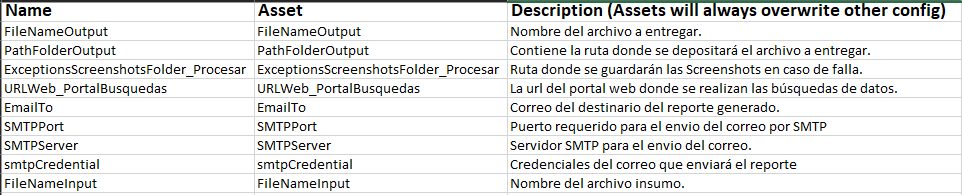 Name Asset Description (Assets will always overwrite other config)
FileNameOutput FileNameOutput Nombre del archivo a entregar.
PathFolderOutput PathFolderOutput Contiene la ruta donde se depositará el archivo a entregar.
ExceptionsScreenshotsFolder_Procesar ExceptionsScreenshotsFolder_Procesar Ruta donde se guardarán las Screenshots en caso de falla.
URLWeb_PortalBusquedas URLWeb_PortalBusquedas La url del portal web donde se realizan las búsquedas de datos.
EmailTo EmailTo Correo del destinario del reporte generado.
SMTPPort SMTPPort Puerto requerido para el envio del correo por SMTP
SMTPServer SMTPServer Servidor SMTP para el envio del correo.
smtpCredential smtpCredential Credenciales del correo que enviará el reporte
FileNameInput FileNameInput Nombre del archivo insumo.